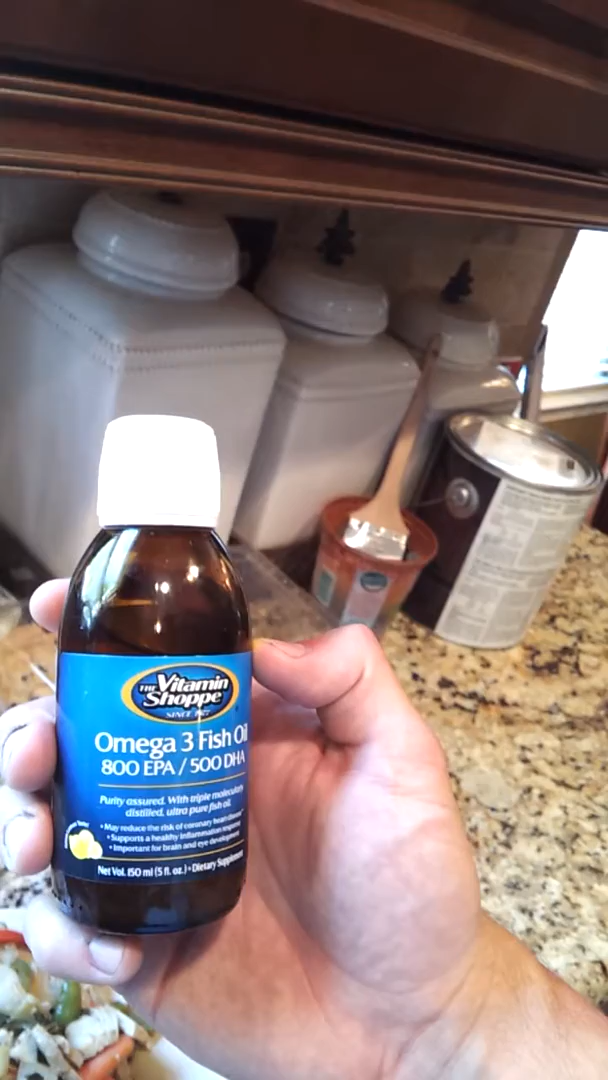 THE Vitamin
Shoppe
SINCE 1977
Omega 3 Fish Oil
800 EPA / 500 DHA
Purity assured. With triple molecularly
distilled, ultra pure fish oil.
• May reduce the risk of coronary heart disease
• Supports a healthy inflammation response
• Important for brain and eye development
Net Vol. 150 ml (5 fl. oz.) • Dietary Supplement